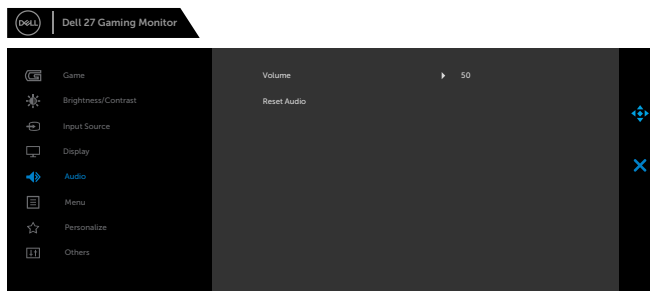 DELL
Dell 27 Gaming Monitor
Game
Volume 50
Brightness/Contrast
Reset Audio
Input Source
Display
Audio
Menu
Personalize
Others